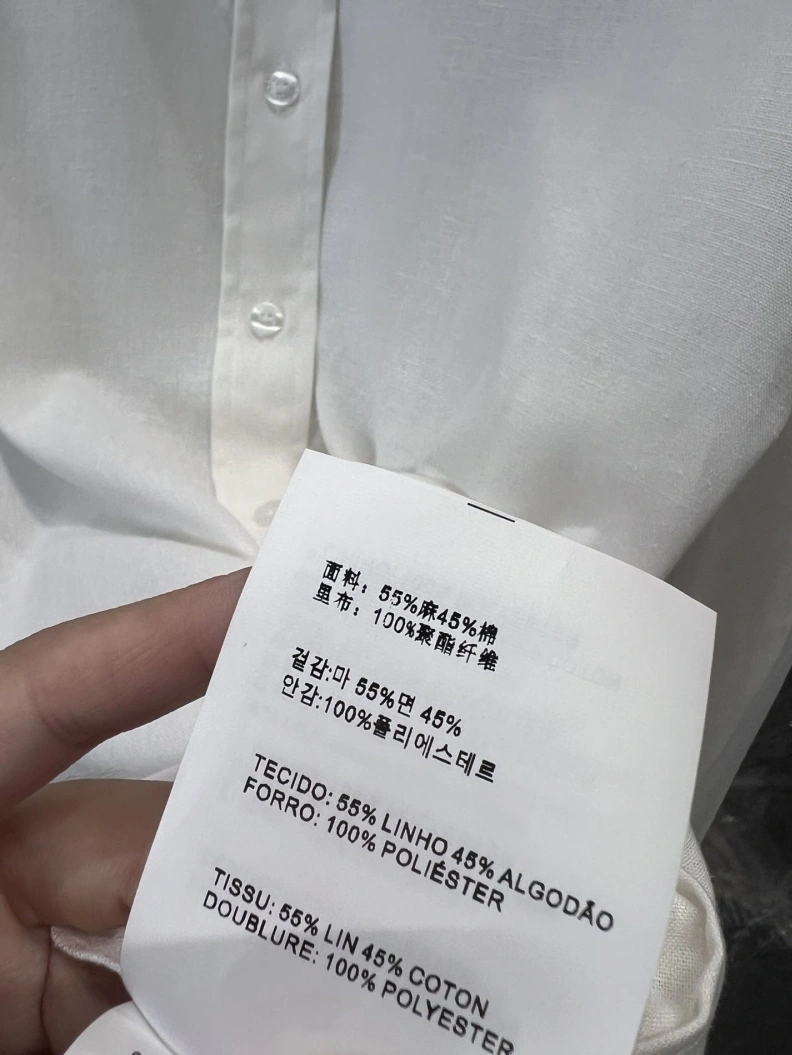 面料：55%麻45%棉
里布：100%聚酯纤维
겉감:마 55%면 45%
안감:100%폴리에스테르
TECIDO: 55% LINHO 45% ALGODÃO
FORRO: 100% POLIÉSTER
TISSU: 55% LIN 45% COTON
DOUBLURE: 100% POLYESTER